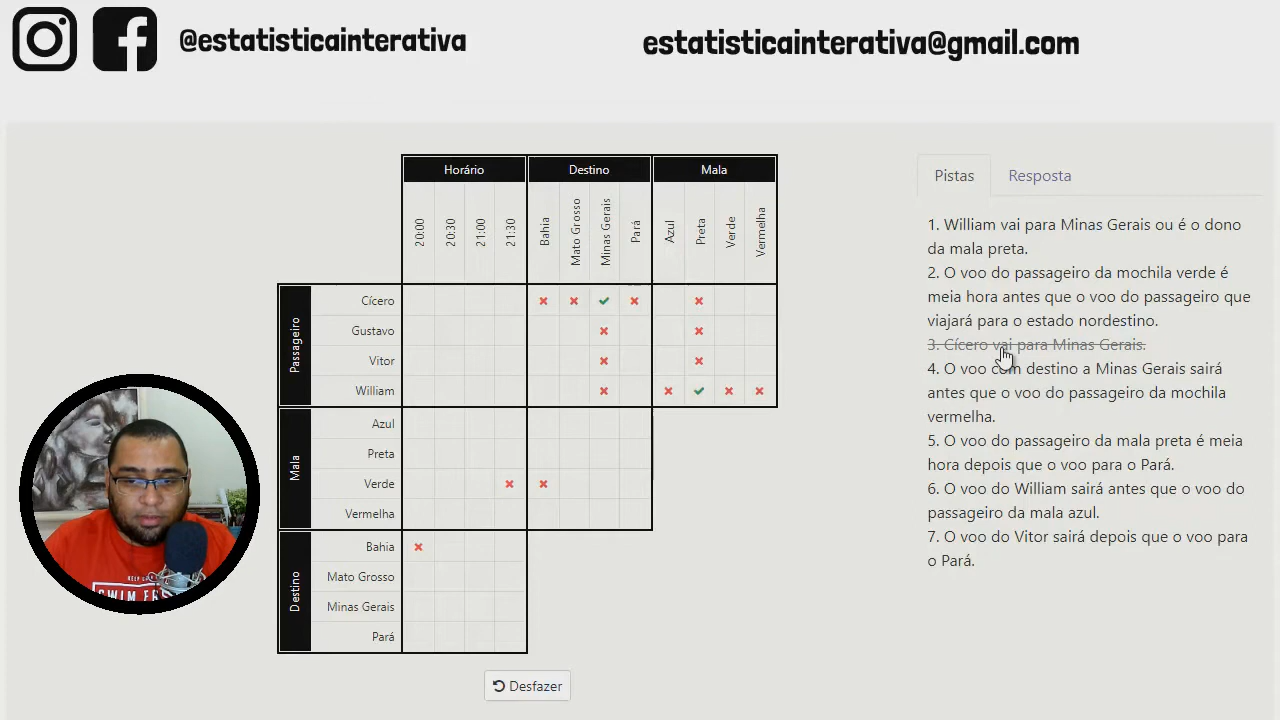 @estatisticainterativa
estatisticainterativa@gmail.com
Horário
Destino
Mala
20:00
20:30
21:00
21:30
Bahia
Mato Grosso
Minas Gerais
Pará
Azul
Preta
Verde
Vermelha
Passageiro
Cícero
Gustavo
Vitor
William
Mala
Azul
Preta
Verde
Vermelha
Destino
Bahia
Mato Grosso
Minas Gerais
Pará
Desfazer
Pistas
Resposta
1. William vai para Minas Gerais ou é o dono
da mala preta.
2. O voo do passageiro da mochila verde é
meia hora antes que o voo do passageiro que
viajará para o estado nordestino.
3. Cícero vai para Minas Gerais.
4. O voo com destino a Minas Gerais sairá
antes que o voo do passageiro da mochila
vermelha.
5. O voo do passageiro da mala preta é meia
hora depois que o voo para o Pará.
6. O voo do William sairá antes que o voo do
passageiro da mala azul.
7. O voo do Vitor sairá depois que o voo para
o Pará.